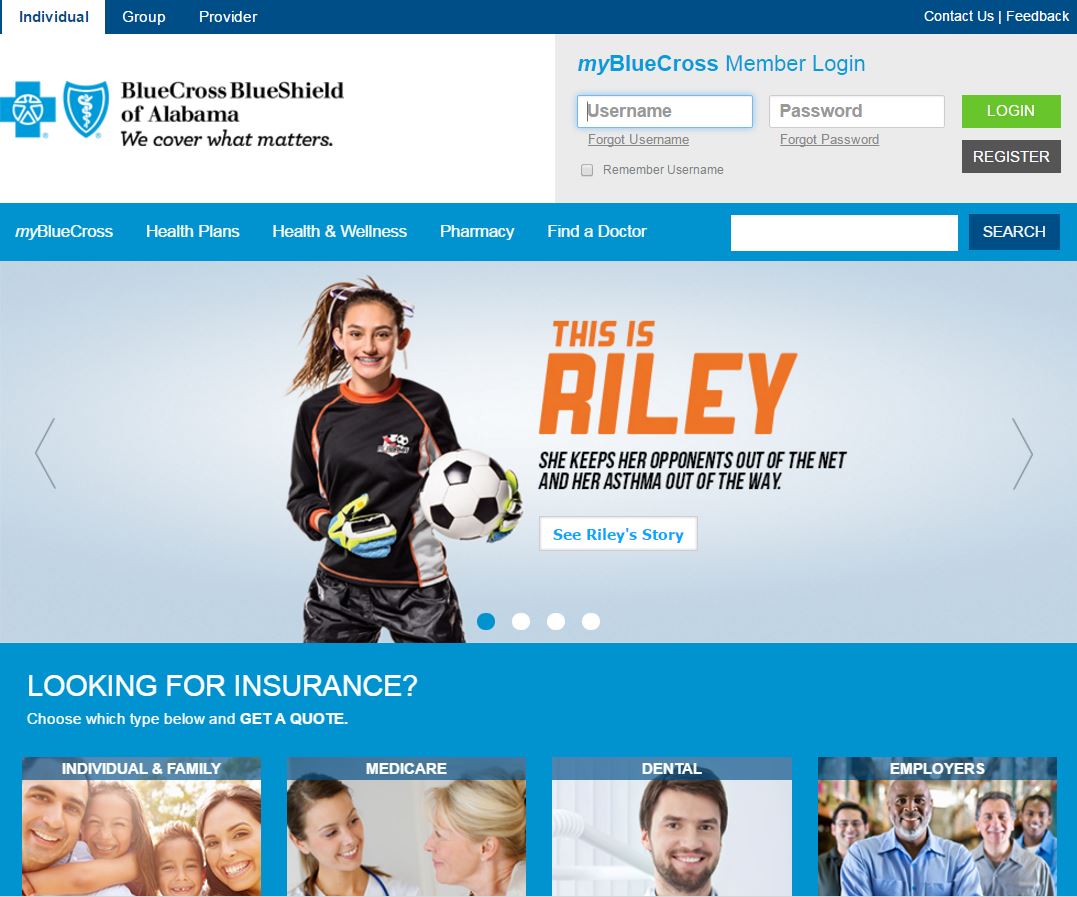 Individual Group Provider Contact Us | Feedback
BlueCross BlueShield
of Alabama
We cover what matters.
myBlueCross Member Login
Username Password LOGIN
Forgot Username Forgot Password
Remember Username REGISTER
myBlueCross Health Plans Health & Wellness Pharmacy Find a Doctor SEARCH
THIS IS
RILEY
SHE KEEPS HER OPPONENTS OUT OF THE NET
AND HER ASTHMA OUT OF THE WAY.
See Riley's Story
LOOKING FOR INSURANCE?
Choose which type below and GET A QUOTE.
INDIVIDUAL & FAMILY MEDICARE DENTAL EMPLOYERS